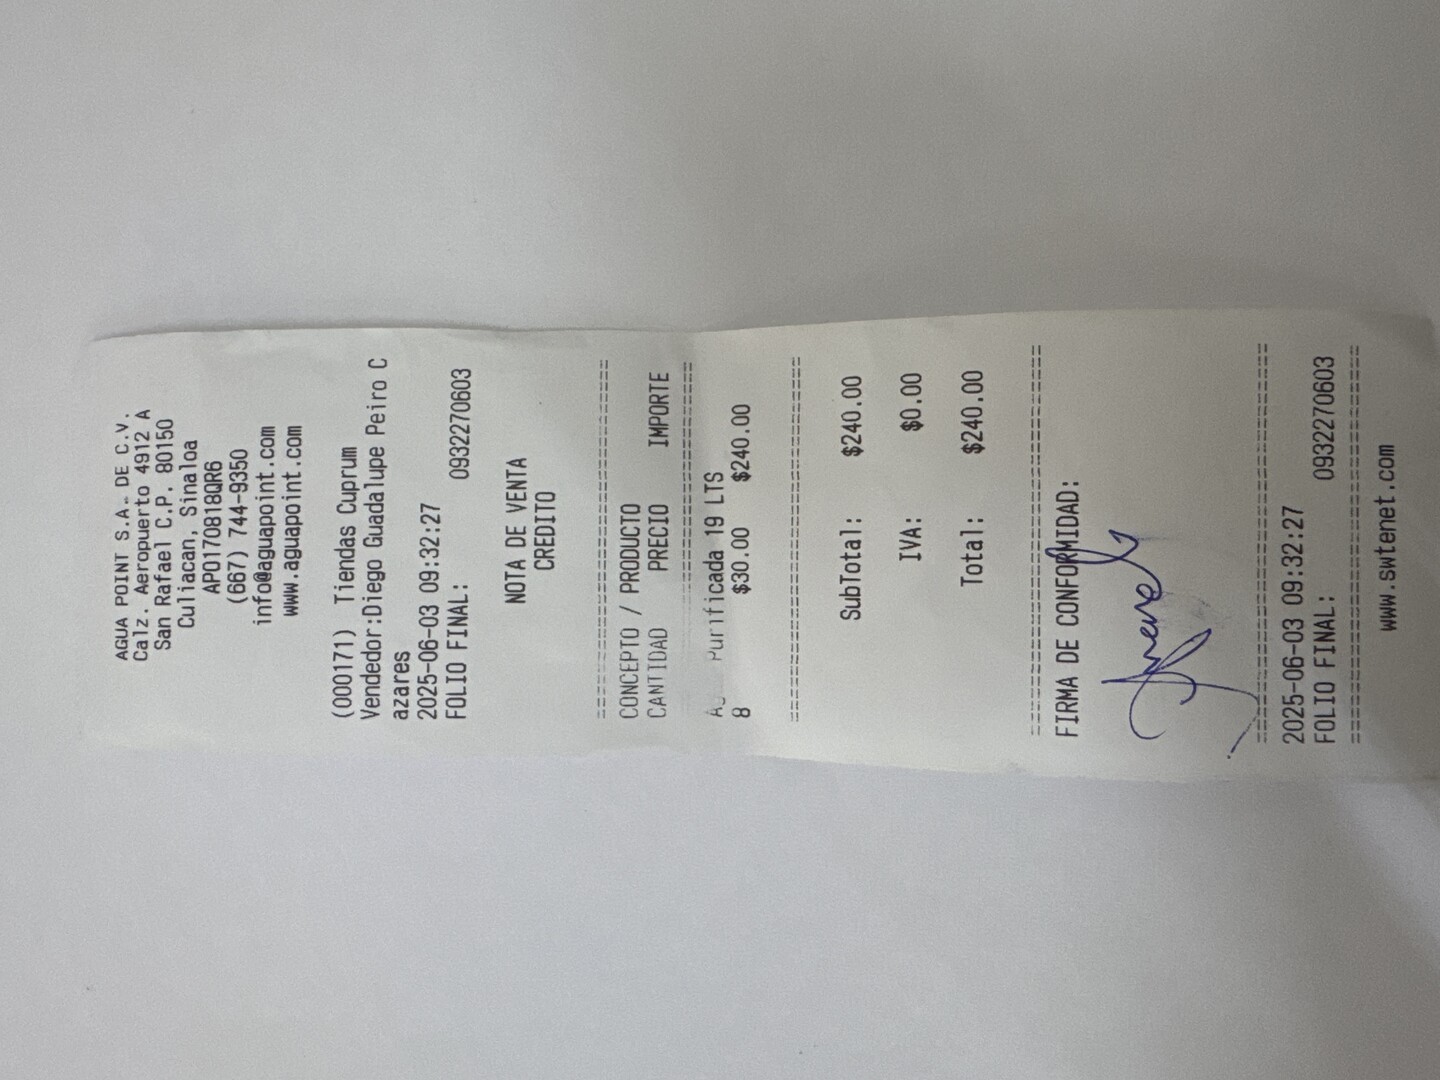 AGUA POINT S.A. DE C.V.
Calz. Aeropuerto 4912 A
San Rafael C.P. 80150
Culiacan, Sinaloa
APO170818QR6
(667) 744-9350
info@aguapoint.com
www.aguapoint.com
(000171) Tiendas Cuprum
Vendedor:Diego Guadalupe Peiro C
azares
2025-06-03 09:32:27
FOLIO FINAL: 0932270603
NOTA DE VENTA
CREDITO
================================
CONCEPTO / PRODUCTO
CANTIDAD PRECIO IMPORTE
================================
Purificada 19 LTS
8 $30.00 $240.00
================================
SubTotal: $240.00
IVA: $0.00
Total: $240.00
================================
FIRMA DE CONFORMIDAD:
================================
2025-06-03 09:32:27
FOLIO FINAL: 0932270603
================================
www.swtenet.com